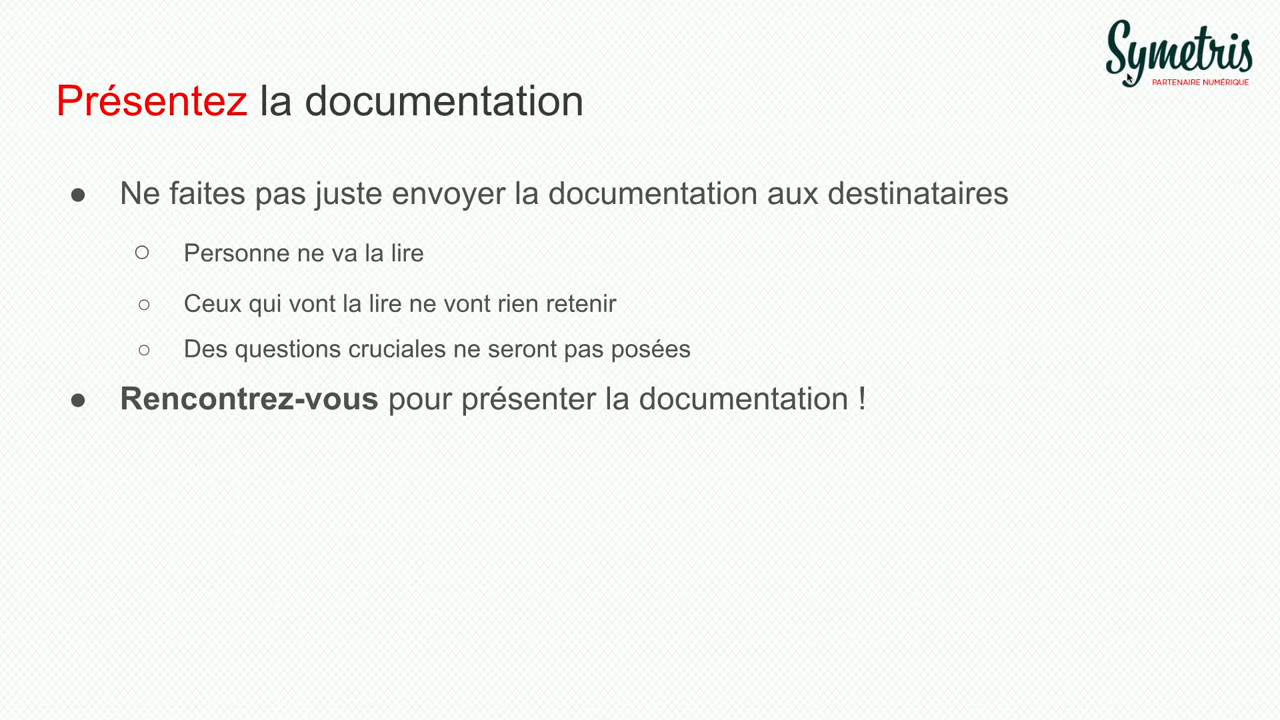 Symetris
PARTENAIRE NUMÉRIQUE
Présentez la documentation
● Ne faites pas juste envoyer la documentation aux destinataires
○ Personne ne va la lire
○ Ceux qui vont la lire ne vont rien retenir
○ Des questions cruciales ne seront pas posées
● Rencontrez-vous pour présenter la documentation !